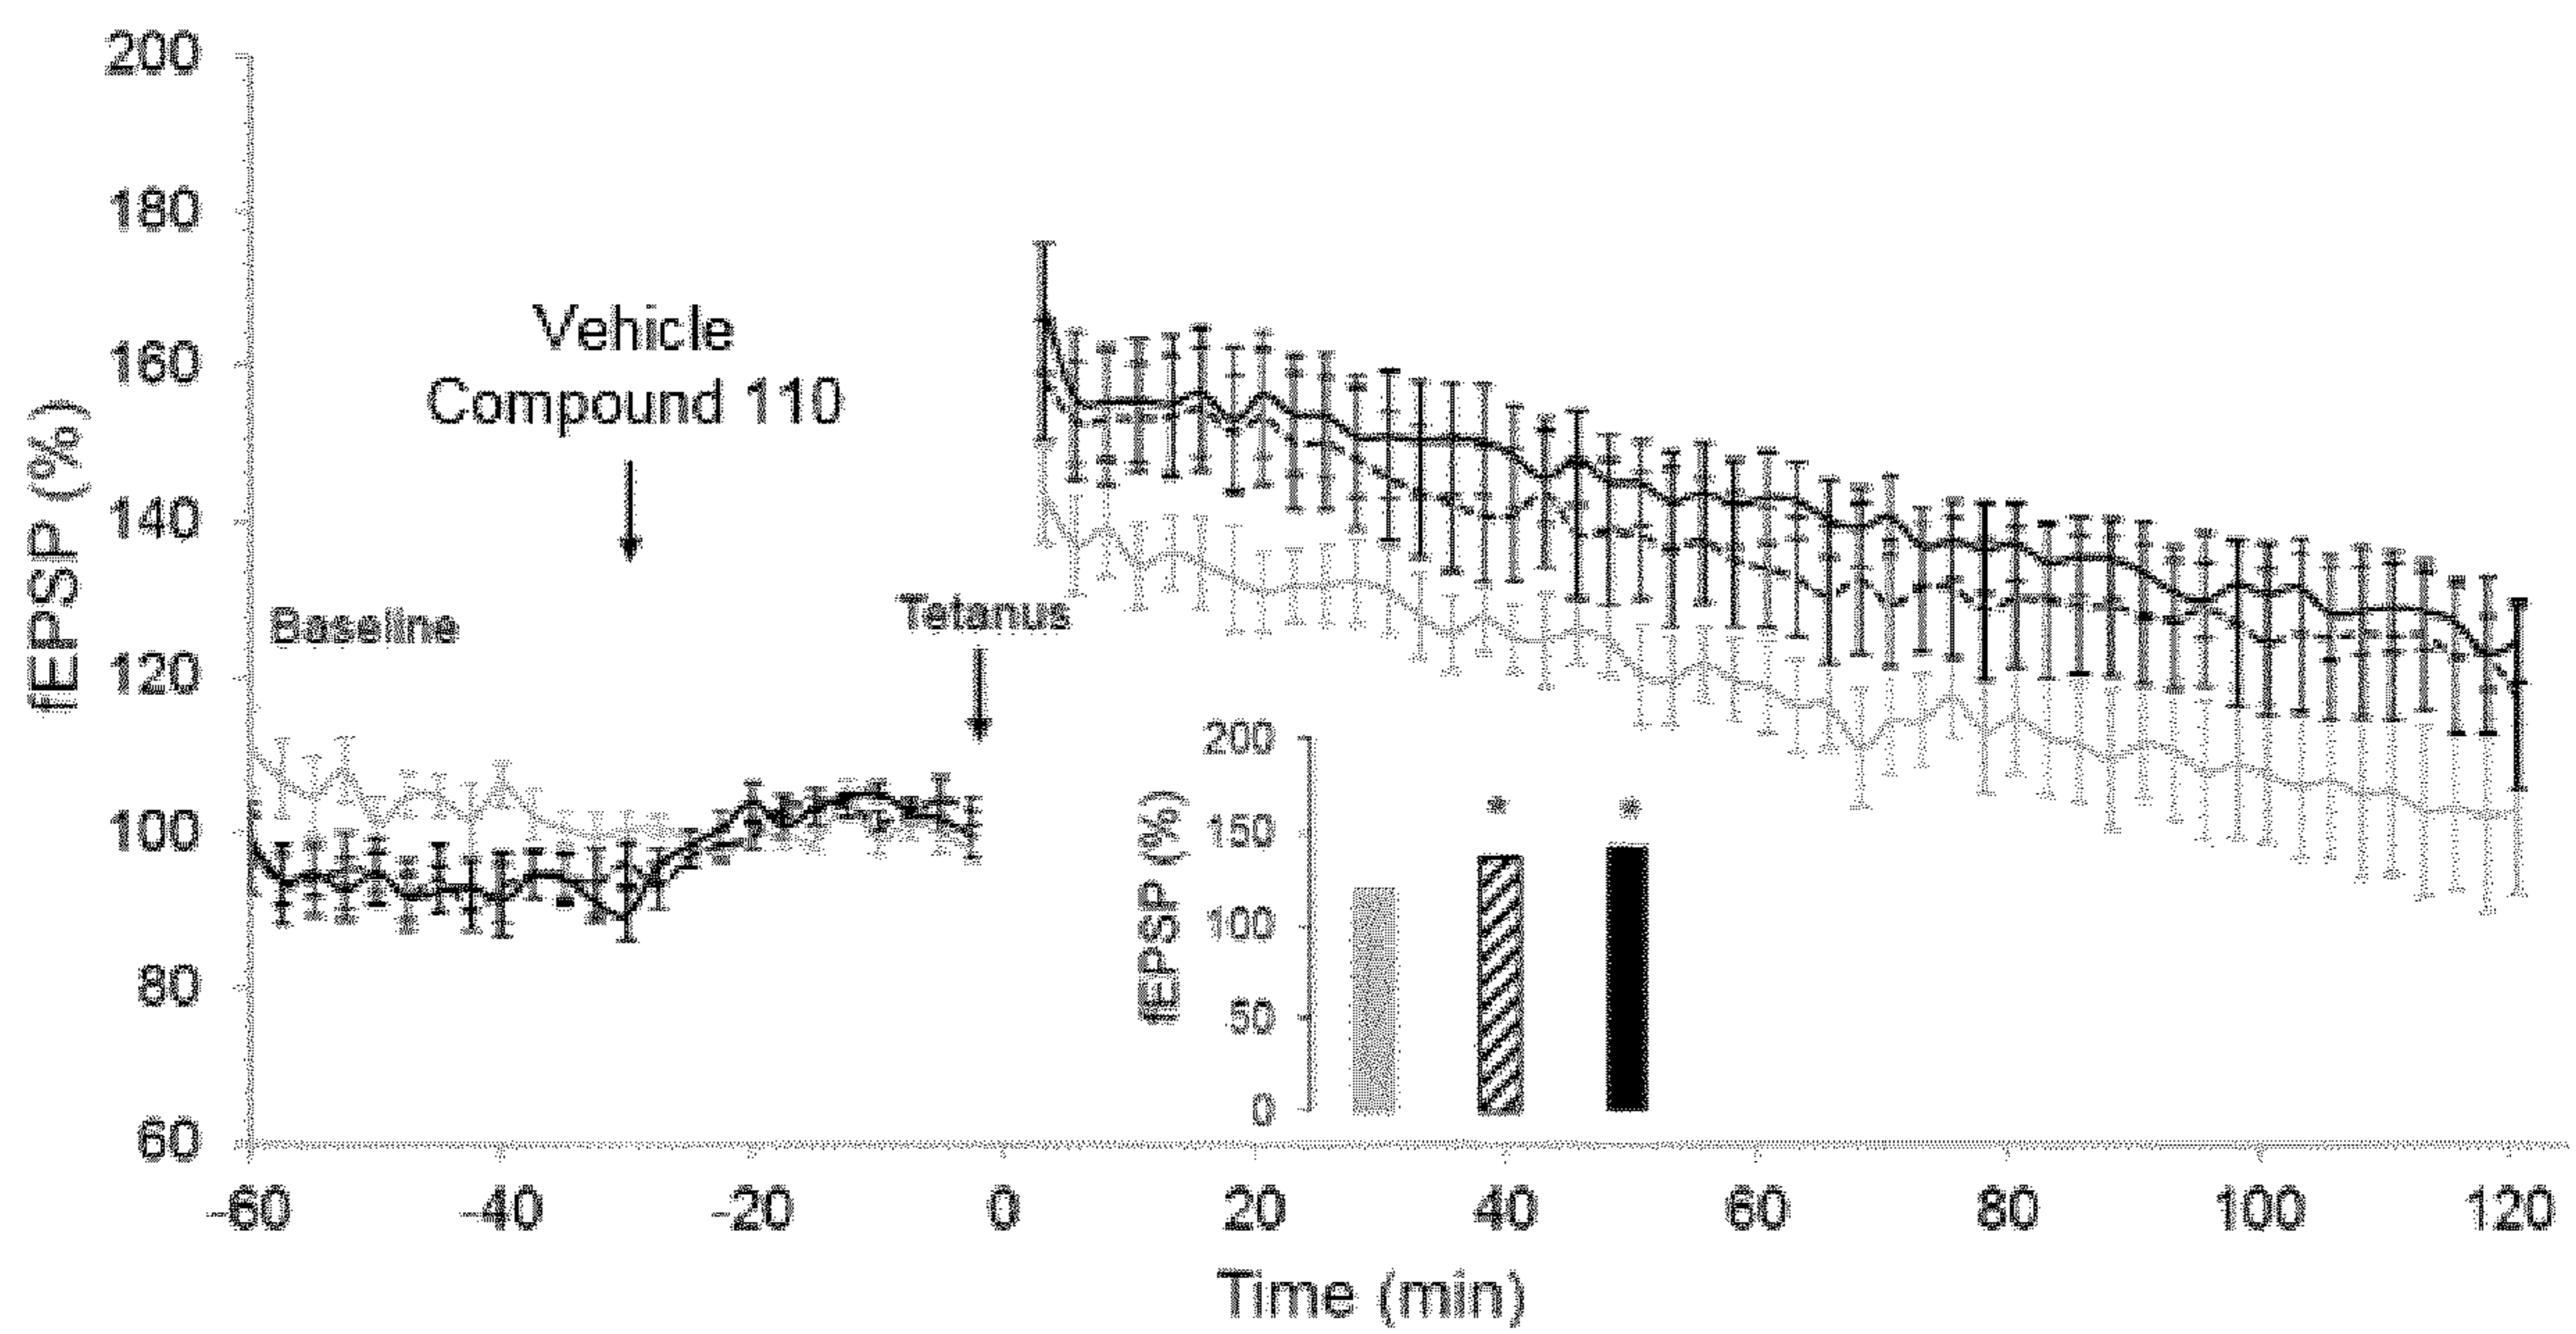 200
180
160
140
120
100
80
60
fEPSP (%)
Vehicle
Compound 110
Baseline
Tetanus
200
150
100
50
0
fEPSP (%)
* *
-60 -40 -20 0 20 40 60 80 100 120
Time (min)